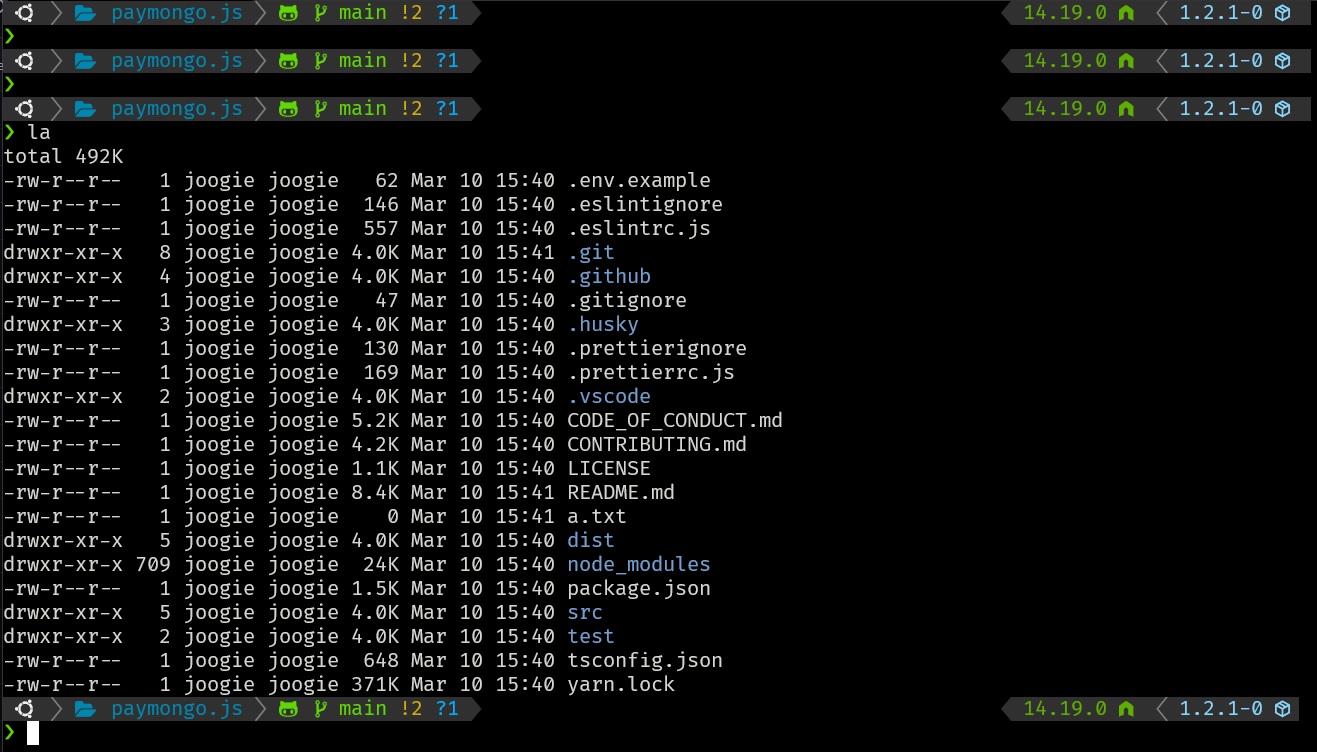 paymongo.js main !2 ?1 14.19.0 1.2.1-0
❯
paymongo.js main !2 ?1 14.19.0 1.2.1-0
❯
paymongo.js main !2 ?1 14.19.0 1.2.1-0
❯ la
total 492K
-rw-r--r-- 1 joogie joogie 62 Mar 10 15:40 .env.example
-rw-r--r-- 1 joogie joogie 146 Mar 10 15:40 .eslintignore
-rw-r--r-- 1 joogie joogie 557 Mar 10 15:40 .eslintrc.js
drwxr-xr-x 8 joogie joogie 4.0K Mar 10 15:41 .git
drwxr-xr-x 4 joogie joogie 4.0K Mar 10 15:40 .github
-rw-r--r-- 1 joogie joogie 47 Mar 10 15:40 .gitignore
drwxr-xr-x 3 joogie joogie 4.0K Mar 10 15:40 .husky
-rw-r--r-- 1 joogie joogie 130 Mar 10 15:40 .prettierignore
-rw-r--r-- 1 joogie joogie 169 Mar 10 15:40 .prettierrc.js
drwxr-xr-x 2 joogie joogie 4.0K Mar 10 15:40 .vscode
-rw-r--r-- 1 joogie joogie 5.2K Mar 10 15:40 CODE_OF_CONDUCT.md
-rw-r--r-- 1 joogie joogie 4.2K Mar 10 15:40 CONTRIBUTING.md
-rw-r--r-- 1 joogie joogie 1.1K Mar 10 15:40 LICENSE
-rw-r--r-- 1 joogie joogie 8.4K Mar 10 15:41 README.md
-rw-r--r-- 1 joogie joogie 0 Mar 10 15:41 a.txt
drwxr-xr-x 5 joogie joogie 4.0K Mar 10 15:40 dist
drwxr-xr-x 709 joogie joogie 24K Mar 10 15:40 node_modules
-rw-r--r-- 1 joogie joogie 1.5K Mar 10 15:40 package.json
drwxr-xr-x 5 joogie joogie 4.0K Mar 10 15:40 src
drwxr-xr-x 2 joogie joogie 4.0K Mar 10 15:40 test
-rw-r--r-- 1 joogie joogie 648 Mar 10 15:40 tsconfig.json
-rw-r--r-- 1 joogie joogie 371K Mar 10 15:40 yarn.lock
paymongo.js main !2 ?1 14.19.0 1.2.1-0
❯